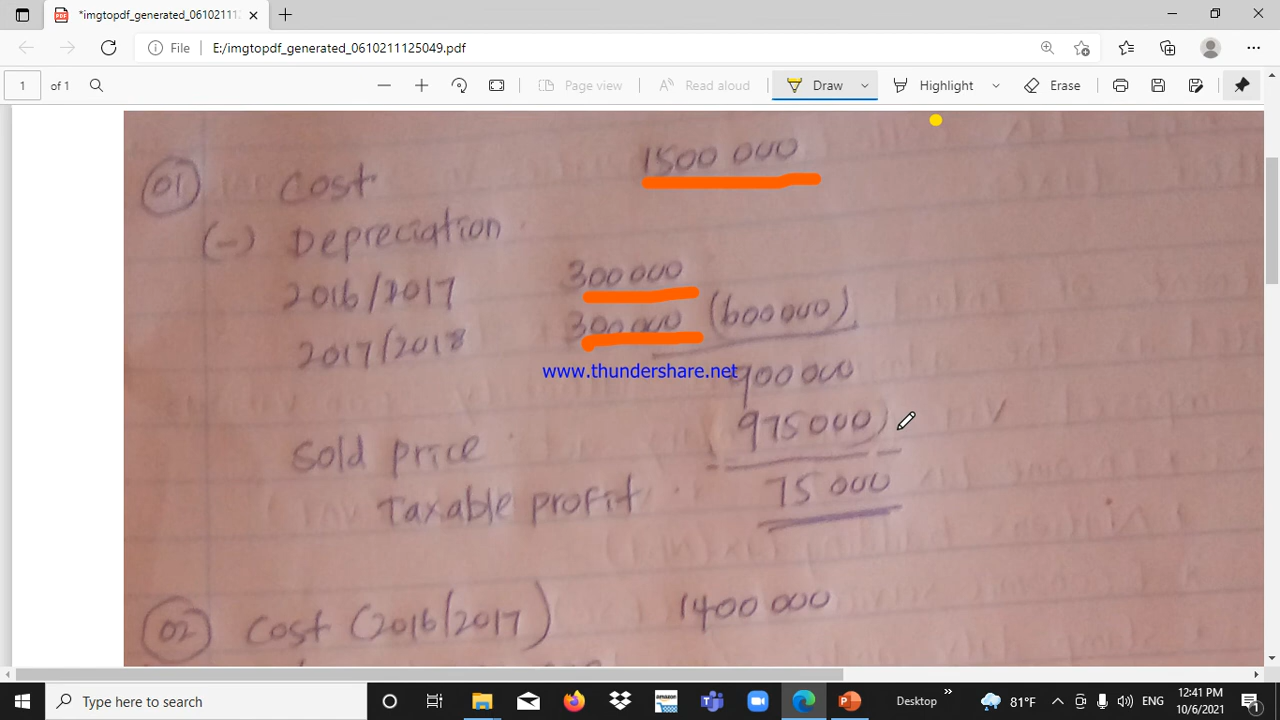 *imgtopdf_generated_0610211
File
E:/imgtopdf_generated_0610211125049.pdf
1 of 1
Page view
Read aloud
Draw
Highlight
Erase
01 Cost 1500 000
(-) Depreciation
2016/2017 300 000
2017/2018 300 000 (600 000)
www.thundershare.net
900 000
Sold price (975 000)
Taxable profit 75 000
02 Cost (2016/2017) 1400 000
Type here to search
amazon
Desktop
81°F
ENG
12:41 PM
10/6/2021
1